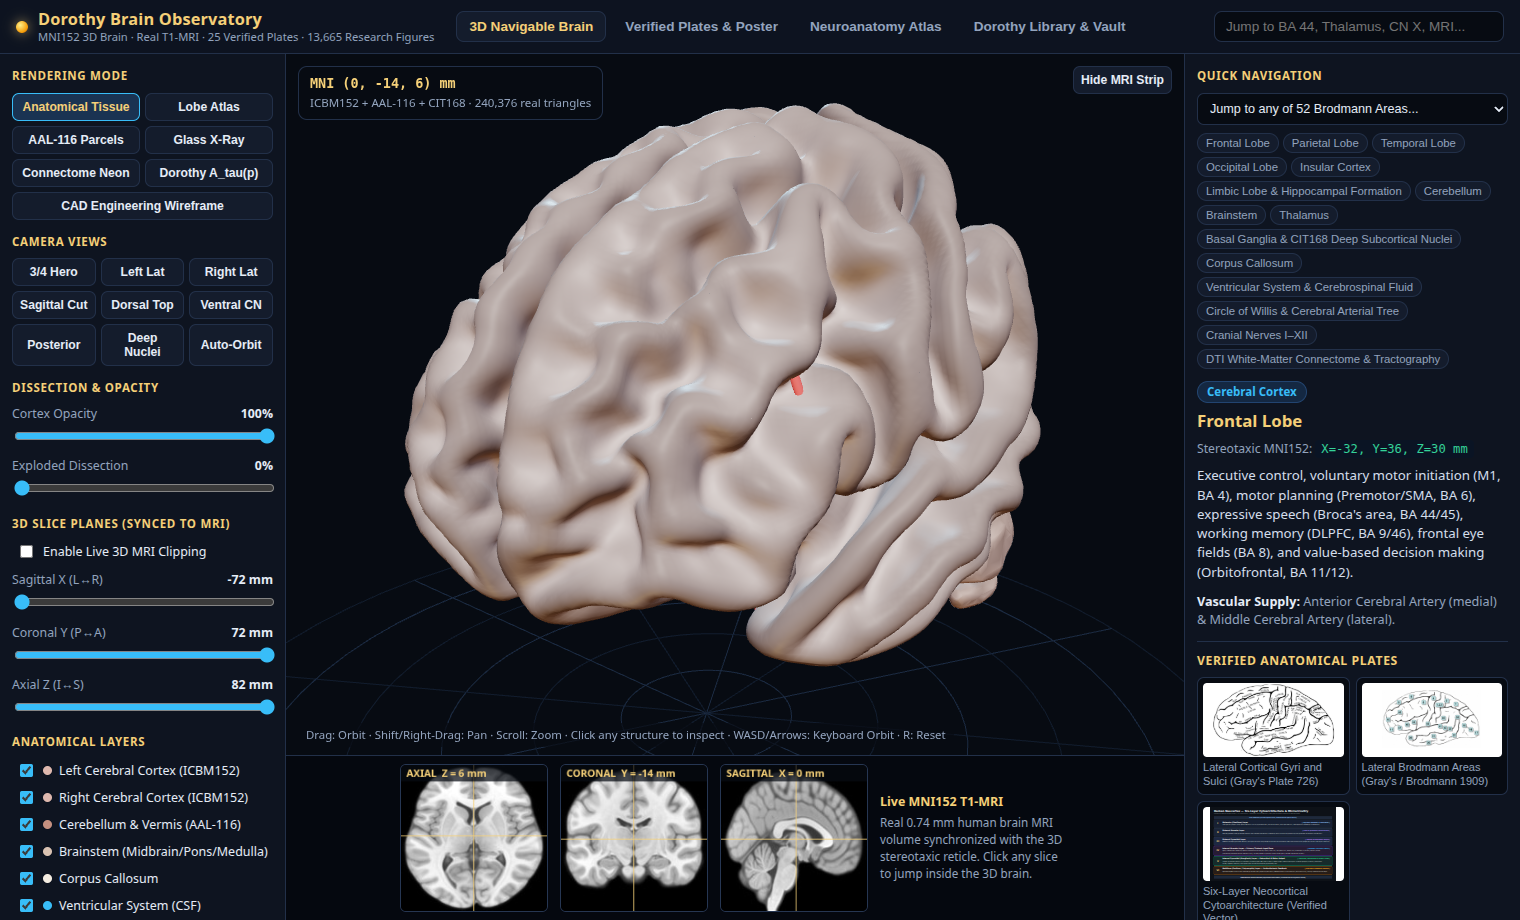 Dorothy Brain Observatory
MNI152 3D Brain · Real T1-MRI · 25 Verified Plates · 13,665 Research Figures
3D Navigable Brain
Verified Plates & Poster
Neuroanatomy Atlas
Dorothy Library & Vault
Jump to BA 44, Thalamus, CN X, MRI...
RENDERING MODE
Anatomical Tissue
Lobe Atlas
AAL-116 Parcels
Glass X-Ray
Connectome Neon
Dorothy A_tau(p)
CAD Engineering Wireframe
CAMERA VIEWS
3/4 Hero
Left Lat
Right Lat
Sagittal Cut
Dorsal Top
Ventral CN
Posterior
Deep
Nuclei
Auto-Orbit
DISSECTION & OPACITY
Cortex Opacity 100%
Exploded Dissection 0%
3D SLICE PLANES (SYNCED TO MRI)
Enable Live 3D MRI Clipping
Sagittal X (L↔R) -72 mm
Coronal Y (P↔A) 72 mm
Axial Z (I↔S) 82 mm
ANATOMICAL LAYERS
Left Cerebral Cortex (ICBM152)
Right Cerebral Cortex (ICBM152)
Cerebellum & Vermis (AAL-116)
Brainstem (Midbrain/Pons/Medulla)
Corpus Callosum
Ventricular System (CSF)
MNI (0, -14, 6) mm
ICBM152 + AAL-116 + CIT168 · 240,376 real triangles
Hide MRI Strip
Drag: Orbit · Shift/Right-Drag: Pan · Scroll: Zoom · Click any structure to inspect · WASD/Arrows: Keyboard Orbit · R: Reset
AXIAL Z = 6 mm
CORONAL Y = -14 mm
SAGITTAL X = 0 mm
Live MNI152 T1-MRI
Real 0.74 mm human brain MRI
volume synchronized with the 3D
stereotaxic reticle. Click any slice
to jump inside the 3D brain.
QUICK NAVIGATION
Jump to any of 52 Brodmann Areas...
Frontal Lobe
Parietal Lobe
Temporal Lobe
Occipital Lobe
Insular Cortex
Limbic Lobe & Hippocampal Formation
Cerebellum
Brainstem
Thalamus
Basal Ganglia & CIT168 Deep Subcortical Nuclei
Corpus Callosum
Ventricular System & Cerebrospinal Fluid
Circle of Willis & Cerebral Arterial Tree
Cranial Nerves I–XII
DTI White-Matter Connectome & Tractography
Cerebral Cortex
Frontal Lobe
Stereotaxic MNI152: X=-32, Y=36, Z=30 mm
Executive control, voluntary motor initiation (M1,
BA 4), motor planning (Premotor/SMA, BA 6),
expressive speech (Broca's area, BA 44/45),
working memory (DLPFC, BA 9/46), frontal eye
fields (BA 8), and value-based decision making
(Orbitofrontal, BA 11/12).
Vascular Supply: Anterior Cerebral Artery (medial)
& Middle Cerebral Artery (lateral).
VERIFIED ANATOMICAL PLATES
Lateral Cortical Gyri and
Sulci (Gray's Plate 726)
Lateral Brodmann Areas
(Gray's / Brodmann 1909)
Six-Layer Neocortical
Cytoarchitecture (Verified
Vector)